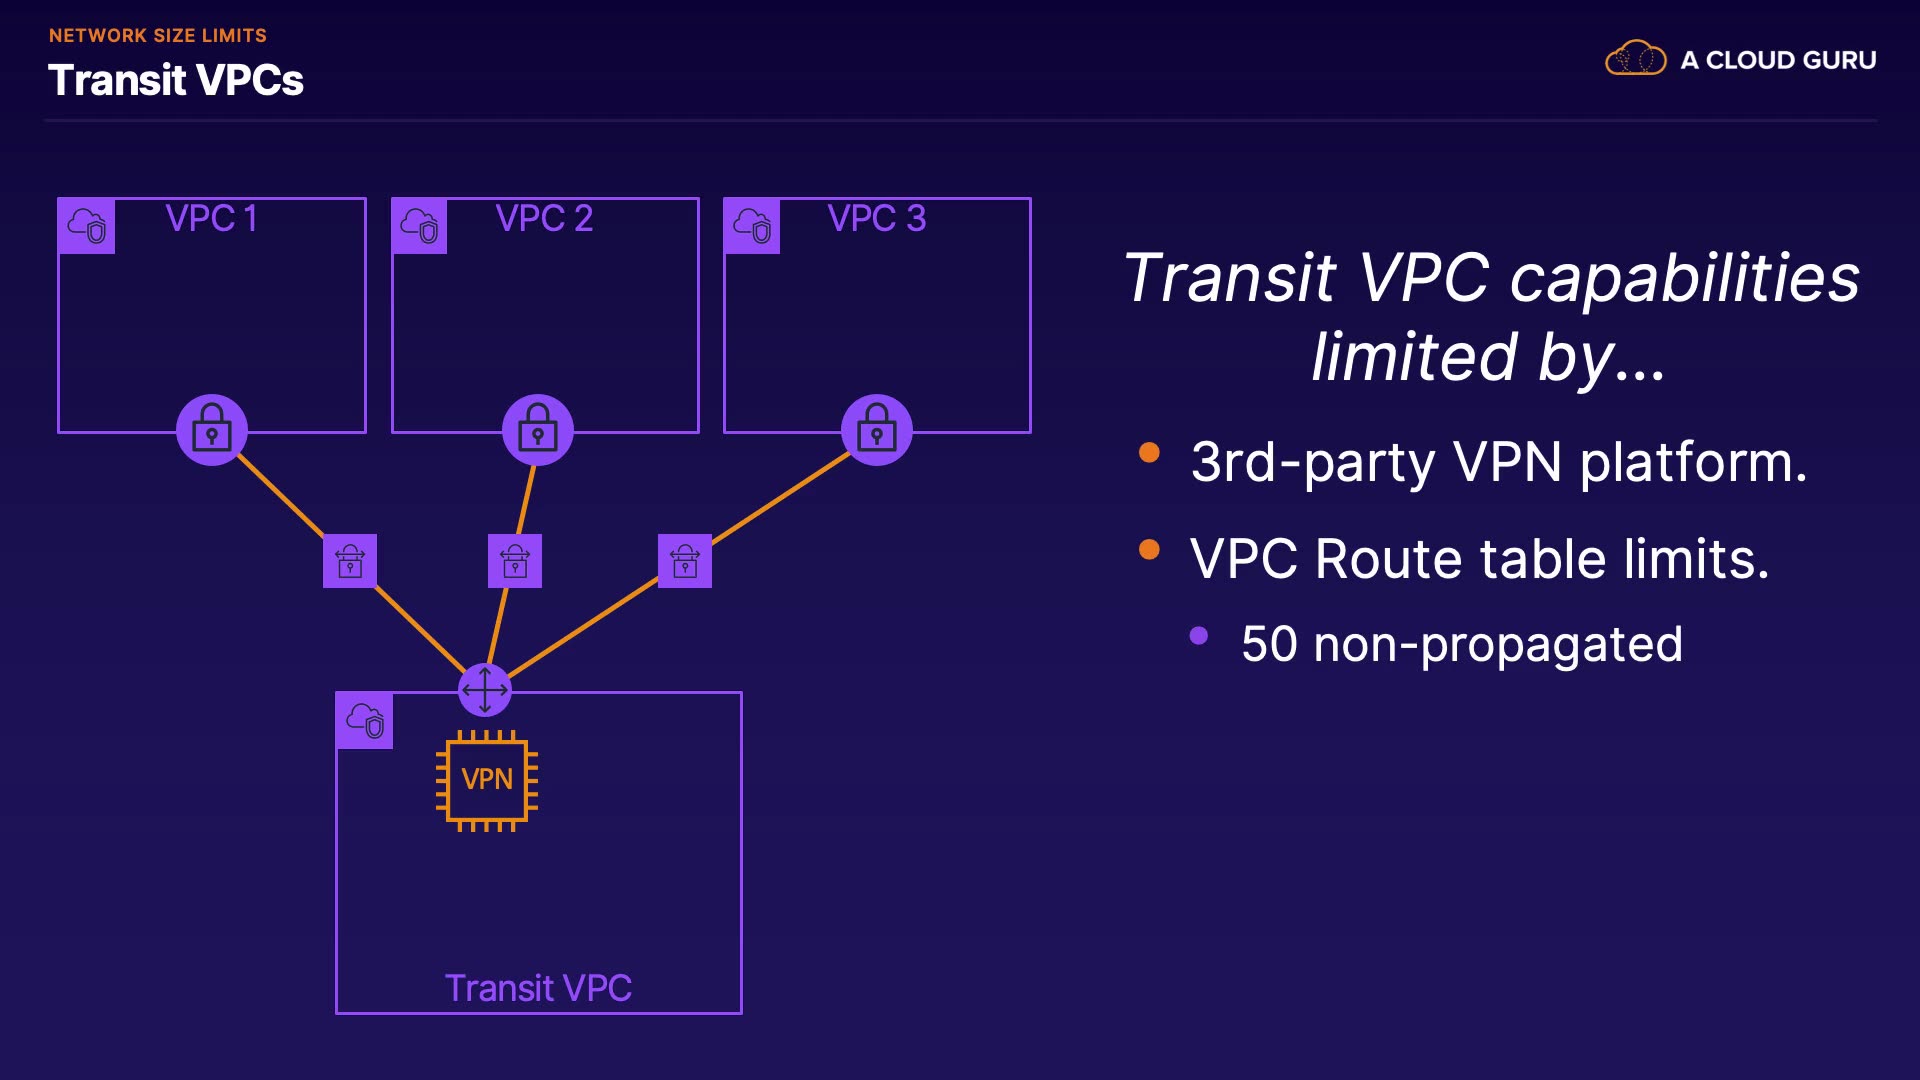 NETWORK SIZE LIMITS
Transit VPCs
A CLOUD GURU
VPC 1
VPC 2
VPC 3
Transit VPC capabilities
limited by...
3rd-party VPN platform.
VPC Route table limits.
50 non-propagated
VPN
Transit VPC